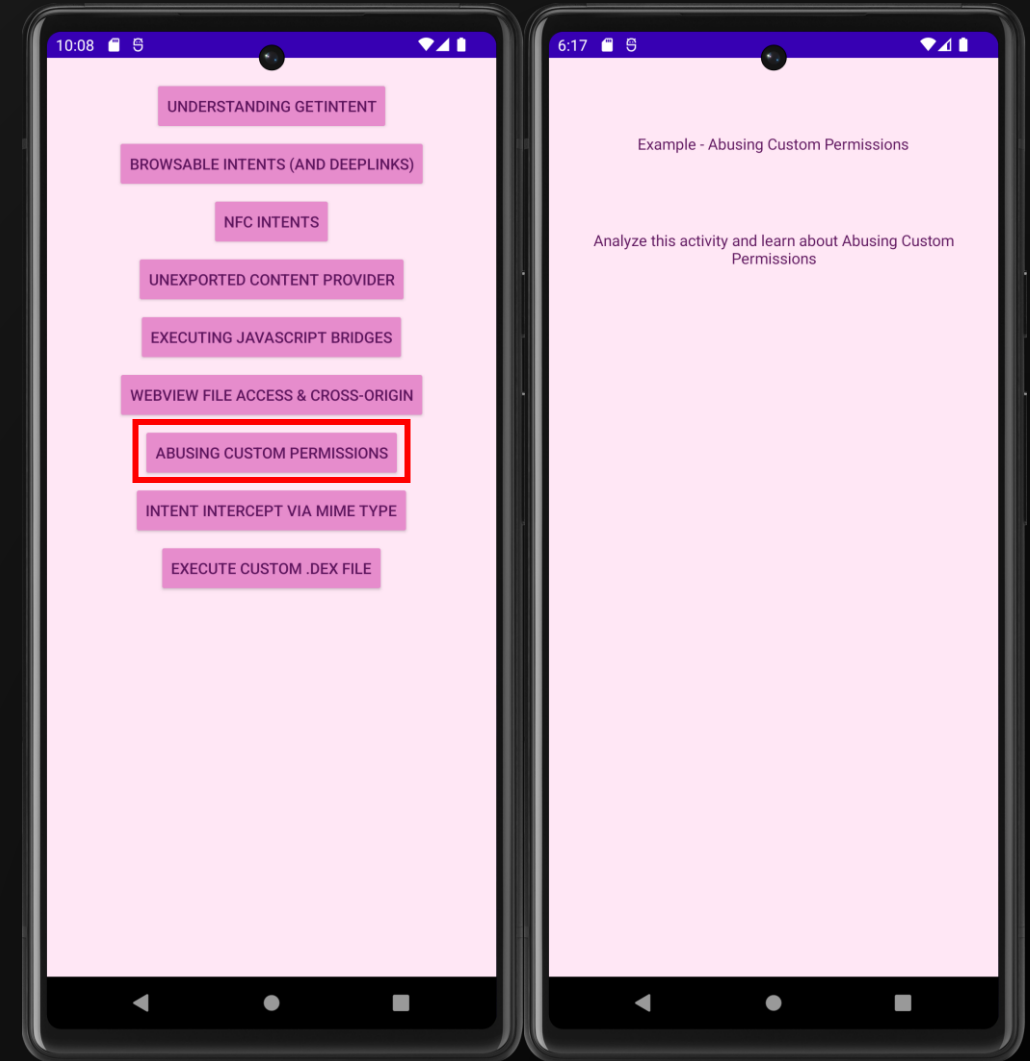 10:08
UNDERSTANDING GETINTENT
BROWSABLE INTENTS (AND DEEPLINKS)
NFC INTENTS
UNEXPORTED CONTENT PROVIDER
EXECUTING JAVASCRIPT BRIDGES
WEBVIEW FILE ACCESS & CROSS-ORIGIN
ABUSING CUSTOM PERMISSIONS
INTENT INTERCEPT VIA MIME TYPE
EXECUTE CUSTOM .DEX FILE
6:17
Example - Abusing Custom Permissions
Analyze this activity and learn about Abusing Custom
Permissions